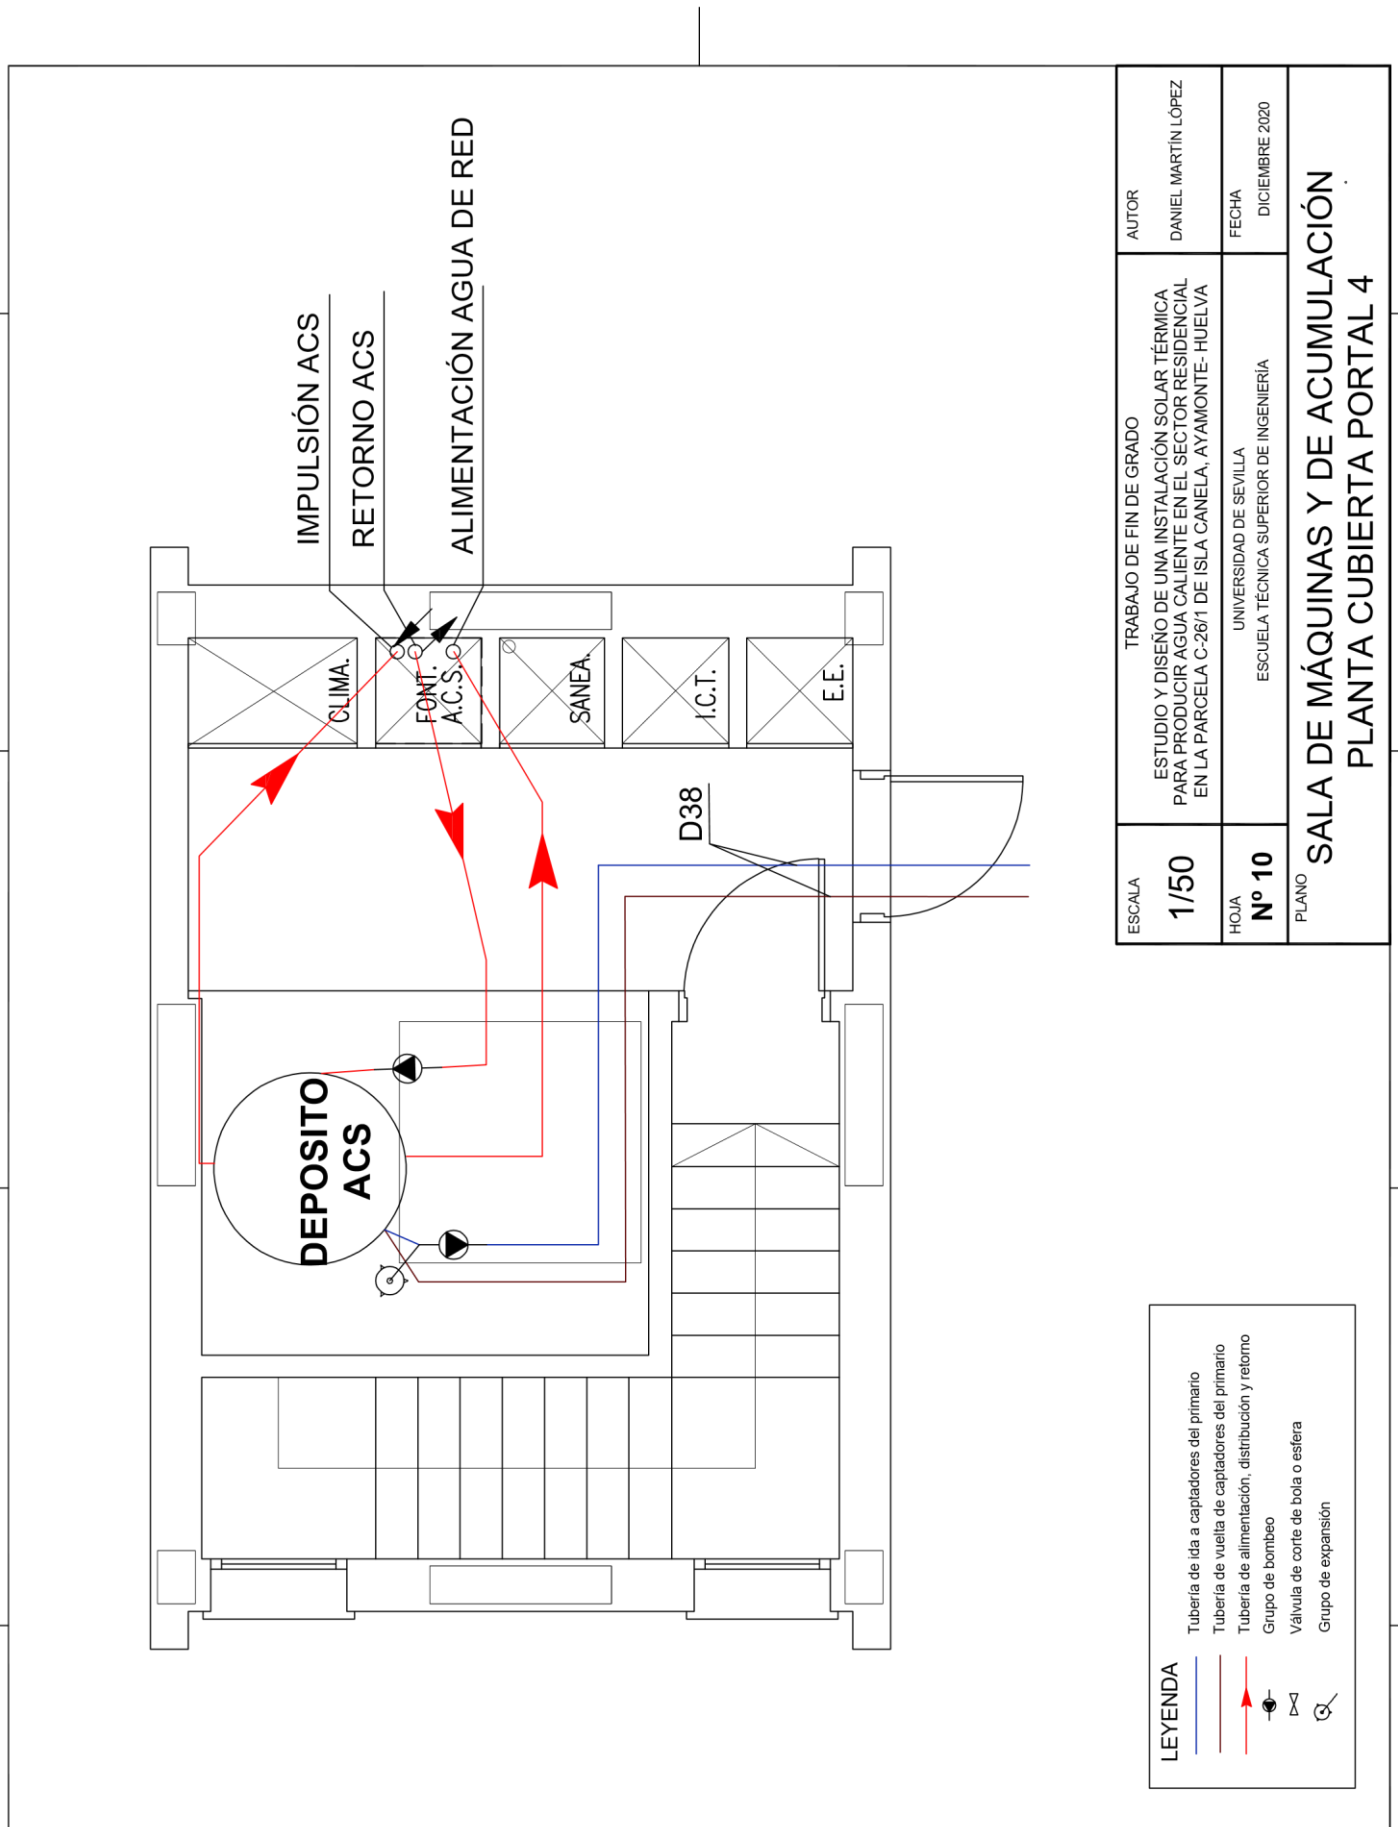 IMPULSIÓN ACS
RETORNO ACS
ALIMENTACIÓN AGUA DE RED
CLIMA.
FONT.
A.C.S.
SANEA.
I.C.T.
E.E.
D38
DEPOSITO
ACS
LEYENDA
Tubería de ida a captadores del primario
Tubería de vuelta de captadores del primario
Tubería de alimentación, distribución y retorno
Grupo de bombeo
Válvula de corte de bola o esfera
Grupo de expansión
ESCALA
1/50
TRABAJO DE FIN DE GRADO
ESTUDIO Y DISEÑO DE UNA INSTALACIÓN SOLAR TÉRMICA
PARA PRODUCIR AGUA CALIENTE EN EL SECTOR RESIDENCIAL
EN LA PARCELA C-26/1 DE ISLA CANELA, AYAMONTE- HUELVA
AUTOR
DANIEL MARTÍN LÓPEZ
HOJA
Nº 10
UNIVERSIDAD DE SEVILLA
ESCUELA TÉCNICA SUPERIOR DE INGENIERÍA
FECHA
DICIEMBRE 2020
PLANO
SALA DE MÁQUINAS Y DE ACUMULACIÓN
PLANTA CUBIERTA PORTAL 4